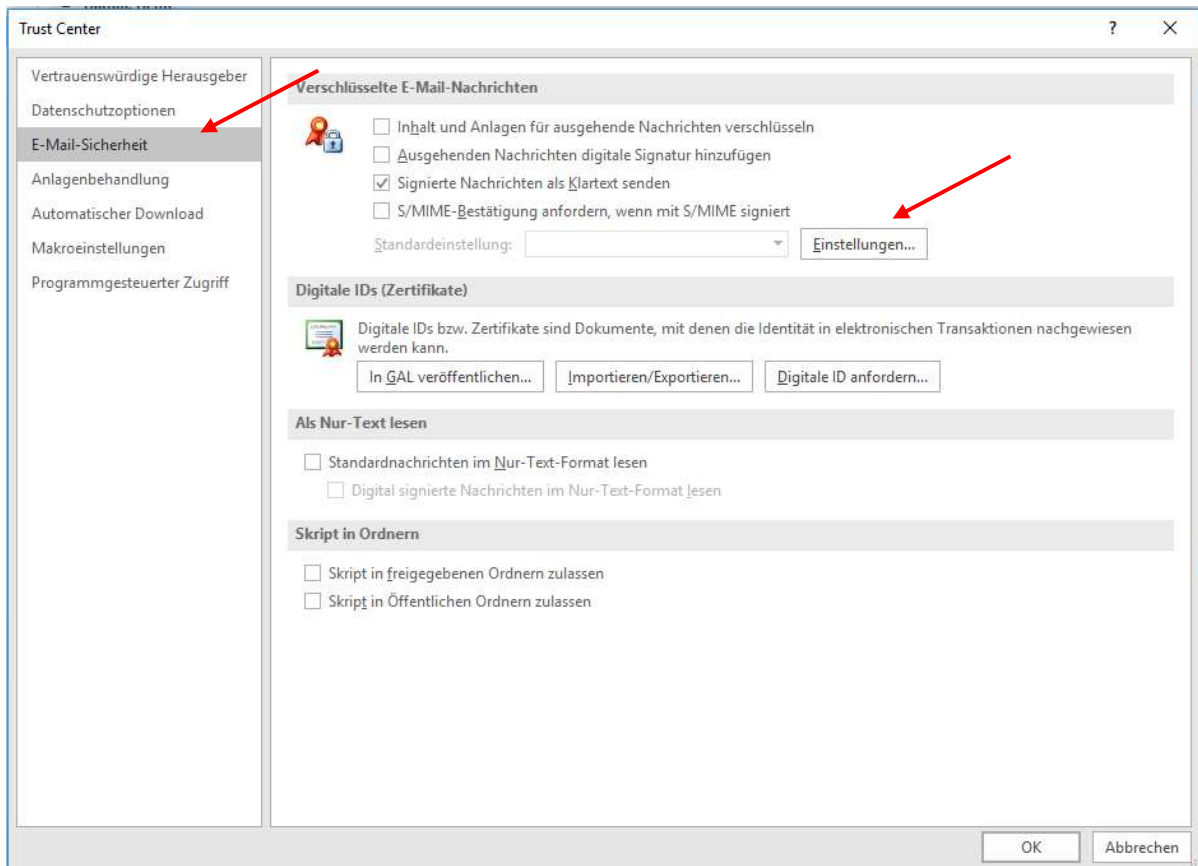 Trust Center
?
Vertrauenswürdige Herausgeber
Datenschutzoptionen
E-Mail-Sicherheit
Anlagenbehandlung
Automatischer Download
Makroeinstellungen
Programmgesteuerter Zugriff
Verschlüsselte E-Mail-Nachrichten
Inhalt und Anlagen für ausgehende Nachrichten verschlüsseln
Ausgehenden Nachrichten digitale Signatur hinzufügen
Signierte Nachrichten als Klartext senden
S/MIME-Bestätigung anfordern, wenn mit S/MIME signiert
Standardeinstellung:
Einstellungen...
Digitale IDs (Zertifikate)
Digitale IDs bzw. Zertifikate sind Dokumente, mit denen die Identität in elektronischen Transaktionen nachgewiesen
werden kann.
In GAL veröffentlichen... Importieren/Exportieren... Digitale ID anfordern...
Als Nur-Text lesen
Standardnachrichten im Nur-Text-Format lesen
Digital signierte Nachrichten im Nur-Text-Format lesen
Skript in Ordnern
Skript in freigegebenen Ordnern zulassen
Skript in Öffentlichen Ordnern zulassen
OK Abbrechen